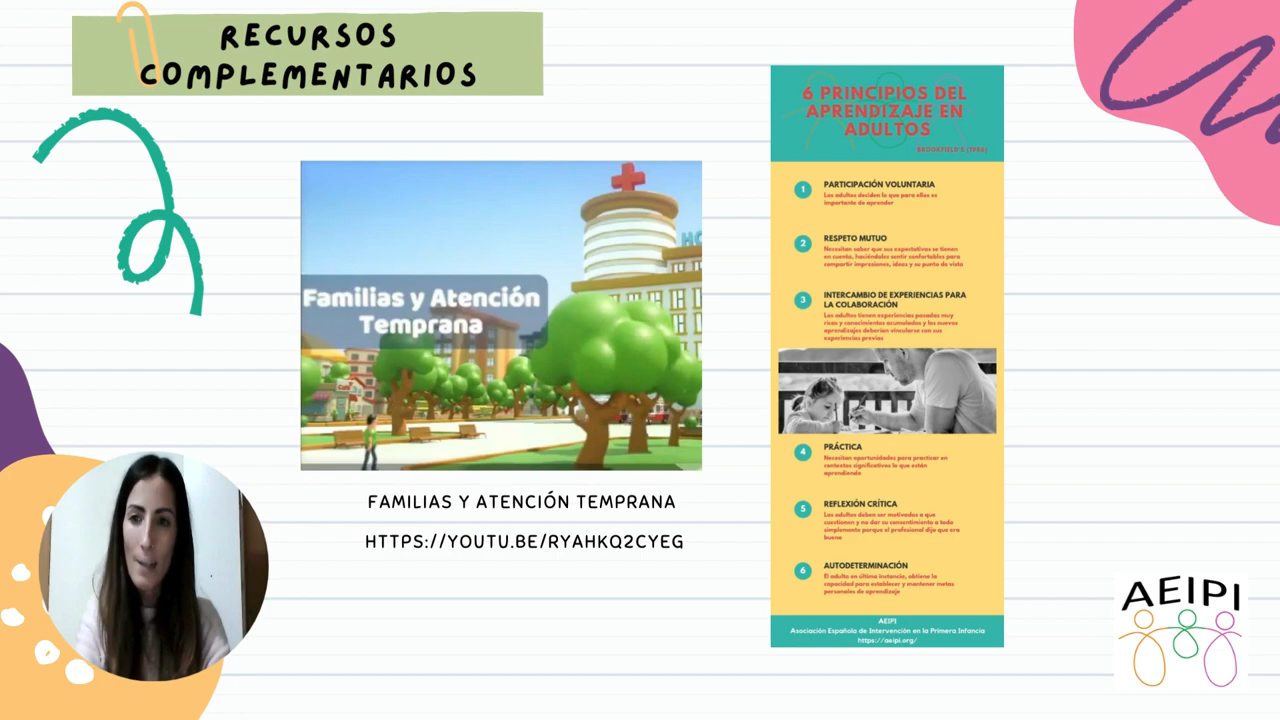 RECURSOS
COMPLEMENTARIOS
Familias y Atención
Temprana
HO
FAMILIAS Y ATENCIÓN TEMPRANA
HTTPS://YOUTU.BE/RYAHKQ2CYEG
6 PRINCIPIOS DEL
APRENDIZAJE EN
ADULTOS
BROOKFIELD'S (1986)
1
PARTICIPACIÓN VOLUNTARIA
Los adultos deciden lo que para ellos es
importante de aprender
2
RESPETO MUTUO
Necesitan saber que sus expectativas se tienen
en cuenta, haciéndoles sentir confortables para
compartir impresiones, ideas y su punto de vista
3
INTERCAMBIO DE EXPERIENCIAS PARA
LA COLABORACIÓN
Los adultos tienen experiencias pasadas muy
ricas y conocimientos acumulados y los nuevos
aprendizajes deberían vincularse con sus
experiencias previas
4
PRÁCTICA
Necesitan oportunidades para practicar en
contextos significativos lo que están
aprendiendo
5
REFLEXIÓN CRÍTICA
Los adultos deben ser motivados a que
cuestionen y no dar su consentimiento a todo
simplemente porque el profesional dijo que era
bueno
6
AUTODETERMINACIÓN
El adulto en última instancia, obtiene la
capacidad para establecer y mantener metas
personales de aprendizaje
AEIPI
Asociación Española de Intervención en la Primera Infancia
https://aeipi.org/
AEIPI